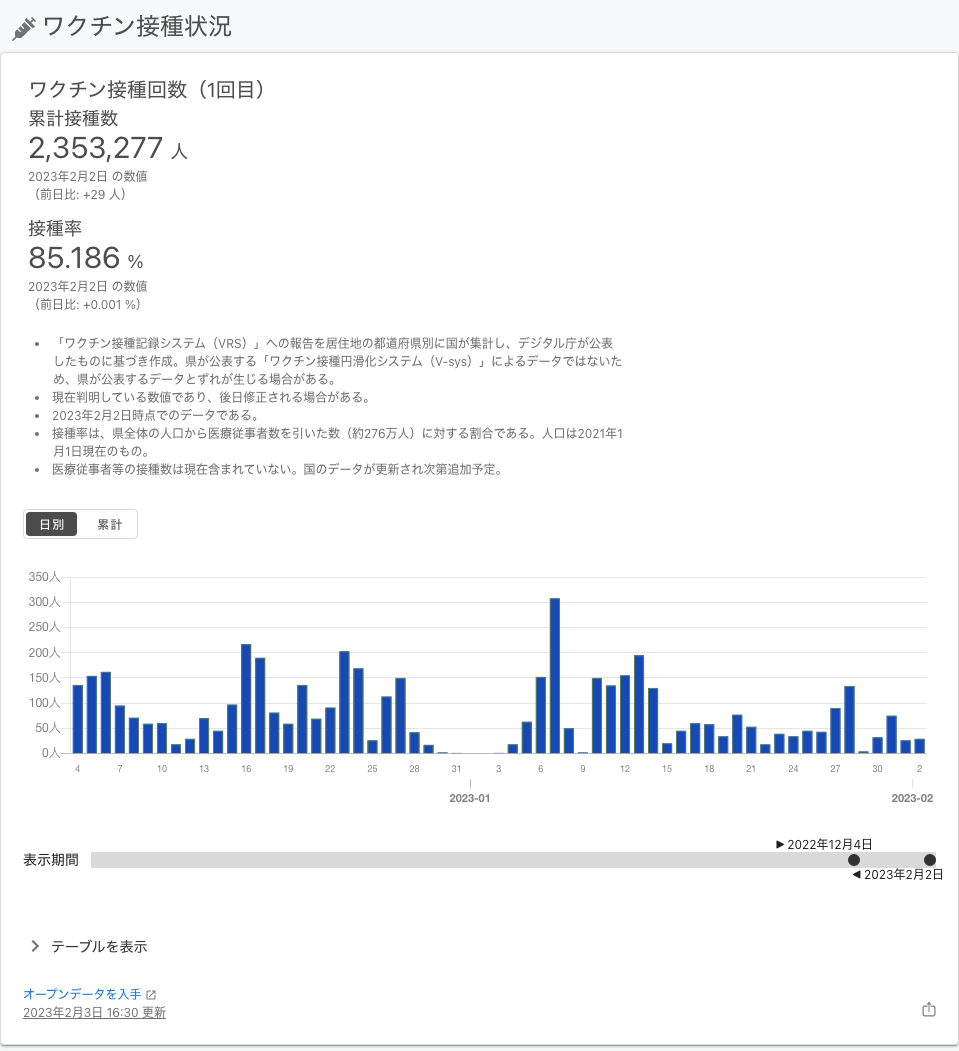 ワクチン接種状況
ワクチン接種回数（1回目）
累計接種数
2,353,277 人
2023年2月2日 の数値
（前日比: +29 人）
接種率
85.186 %
2023年2月2日 の数値
（前日比: +0.001 %）
• 「ワクチン接種記録システム（VRS）」への報告を居住地の都道府県別に国が集計し、デジタル庁が公表
したものに基づき作成。県が公表する「ワクチン接種円滑化システム（V-sys）」によるデータではないた
め、県が公表するデータとずれが生じる場合がある。
• 現在判明している数値であり、後日修正される場合がある。
• 2023年2月2日時点でのデータである。
• 接種率は、県全体の人口から医療従事者数を引いた数（約276万人）に対する割合である。人口は2021年1
月1日現在のもの。
• 医療従事者等の接種数は現在含まれていない。国のデータが更新され次第追加予定。
日別 累計
350人
300人
250人
200人
150人
100人
50人
0人
4 7 10 13 16 19 22 25 28 31 3 6 9 12 15 18 21 24 27 30 2
2023-01 2023-02
▶ 2022年12月4日
表示期間
◀ 2023年2月2日
テーブルを表示
オープンデータを入手
2023年2月3日 16:30 更新